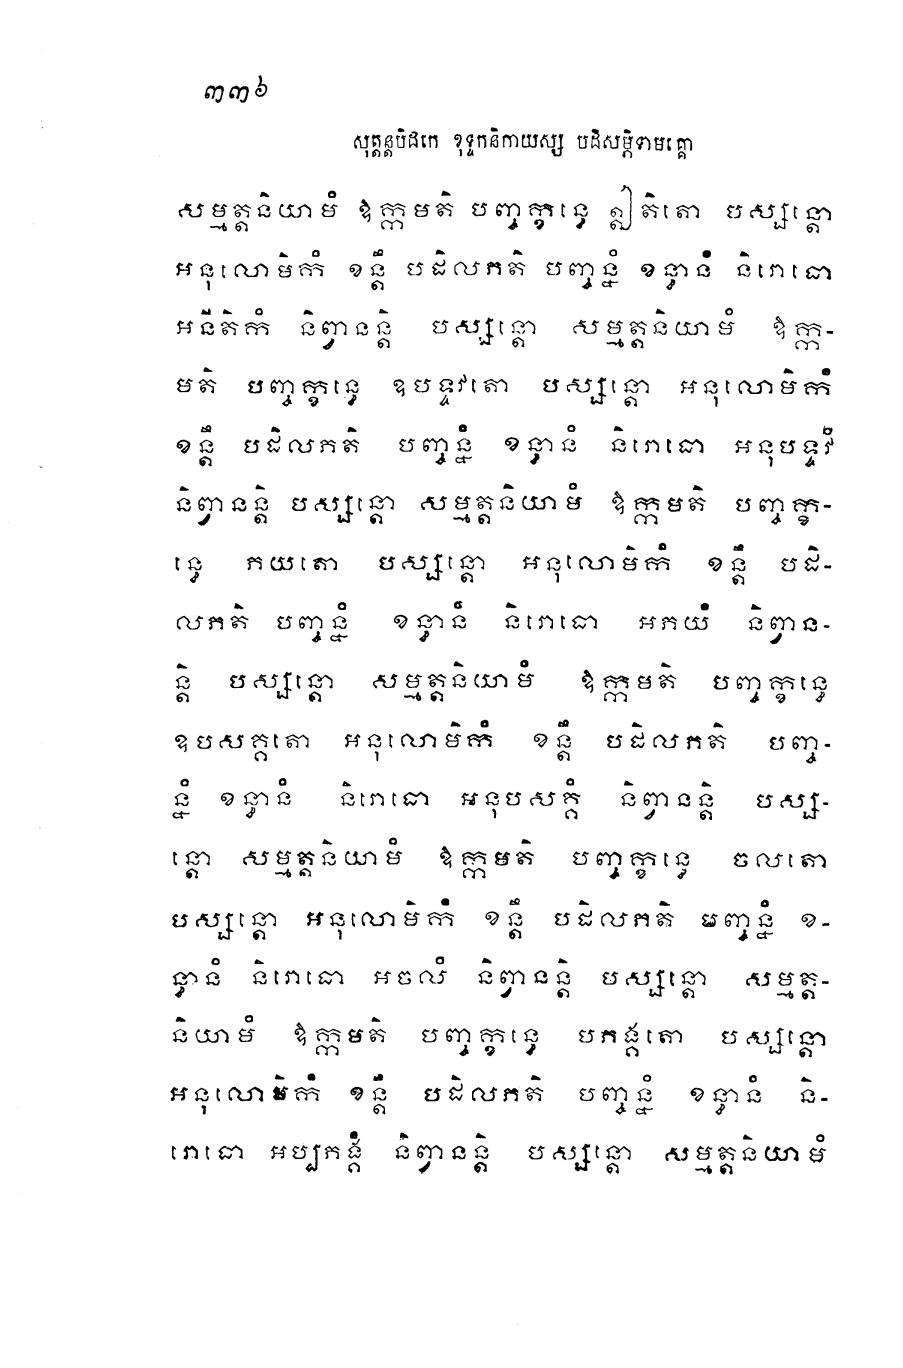 ៣៣៦
សុត្តន្តបិដកេ ខុទ្ទកនិកាយស្ស បដិសម្ភិទាមគ្គោ
សម្មត្តនិយាមំ ឱក្កមតិ បញ្ចក្ខន្ធេ ឦតិតោ បស្សន្តោ
អនុលោមិកំ ខន្តឹ បដិលភតិ បញ្ចន្នំ ខន្ធានំ និរោធោ
អនីតិកំ និព្វានន្តិ បស្សន្តោ សម្មត្តនិយាមំ ឱក្ក-
មតិ បញ្ចក្ខន្ធេ ឧបទ្ទវតោ បស្សន្តោ អនុលោមិកំ
ខន្តឹ បដិលភតិ បញ្ចន្នំ ខន្ធានំ និរោធោ អនុបទ្ទវំ
និព្វានន្តិ បស្សន្តោ សម្មត្តនិយាមំ ឱក្កមតិ បញ្ចក្ខ-
ន្ធេ ភយតោ បស្សន្តោ អនុលោមិកំ ខន្តឹ បដិ-
លភតិ បញ្ចន្នំ ខន្ធានំ និរោធោ អភយំ និព្វាន-
ន្តិ បស្សន្តោ សម្មត្តនិយាមំ ឱក្កមតិ បញ្ចក្ខន្ធេ
ឧបសគ្គតោ អនុលោមិកំ ខន្តឹ បដិលភតិ បញ្ច-
ន្នំ ខន្ធានំ និរោធោ អនុបសគ្គំ និព្វានន្តិ បស្ស-
ន្តោ សម្មត្តនិយាមំ ឱក្កមតិ បញ្ចក្ខន្ធេ ចលតោ
បស្សន្តោ អនុលោមិកំ ខន្តឹ បដិលភតិ បញ្ចន្នំ ខ-
ន្ធានំ និរោធោ អចលំ និព្វានន្តិ បស្សន្តោ សម្មត្ត-
និយាមំ ឱក្កមតិ បញ្ចក្ខន្ធេ បភង្គុតោ បស្សន្តោ
អនុលោមិកំ ខន្តឹ បដិលភតិ បញ្ចន្នំ ខន្ធានំ និ-
រោធោ អប្បភង្គុំ និព្វានន្តិ បស្សន្តោ សម្មត្តនិយាមំ